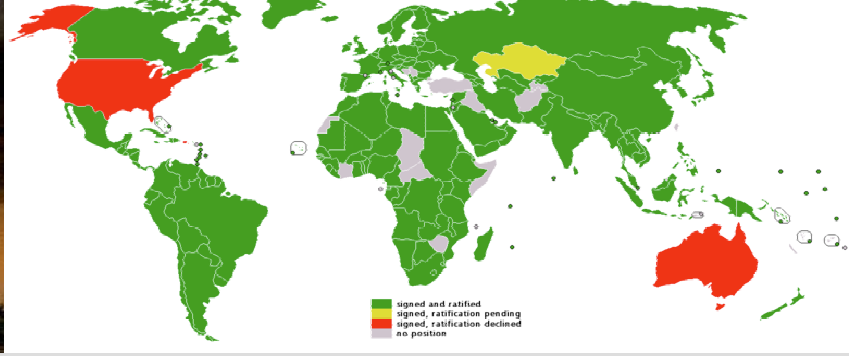 signed and ratified
signed, ratification pending
signed, ratification declined
no position